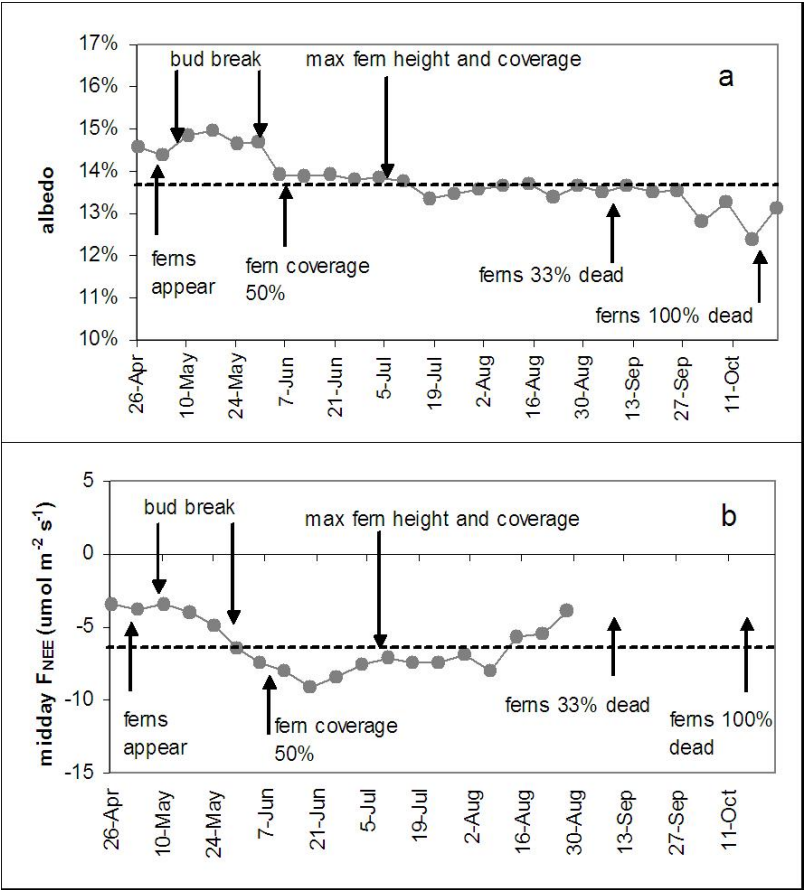 17%
bud break
max fern height and coverage
a
16%
15%
14%
13%
12%
11%
10%
albedo
ferns
appear
fern coverage
50%
ferns 33% dead
ferns 100% dead
26-Apr
10-May
24-May
7-Jun
21-Jun
5-Jul
19-Jul
2-Aug
16-Aug
30-Aug
13-Sep
27-Sep
11-Oct
5
bud break
max fern height and coverage
b
0
-5
-10
-15
midday FNEE (umol m-2 s-1)
ferns
appear
fern coverage
50%
ferns 33% dead
ferns 100%
dead
26-Apr
10-May
24-May
7-Jun
21-Jun
5-Jul
19-Jul
2-Aug
16-Aug
30-Aug
13-Sep
27-Sep
11-Oct